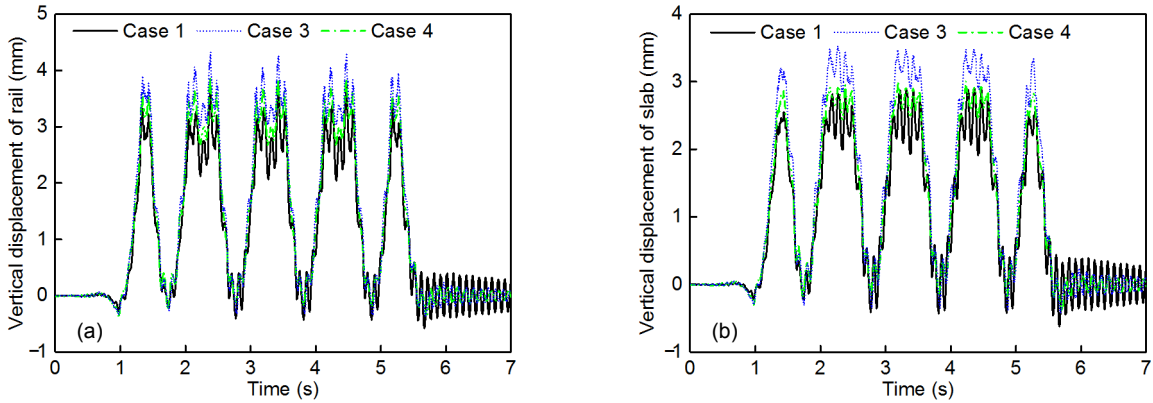 Vertical displacement of rail (mm)
5
4
3
2
1
0
−1
Case 1 Case 3 Case 4
(a)
0 1 2 3 4 5 6 7
Time (s)
Vertical displacement of slab (mm)
4
3
2
1
0
−1
Case 1 Case 3 Case 4
(b)
0 1 2 3 4 5 6 7
Time (s)